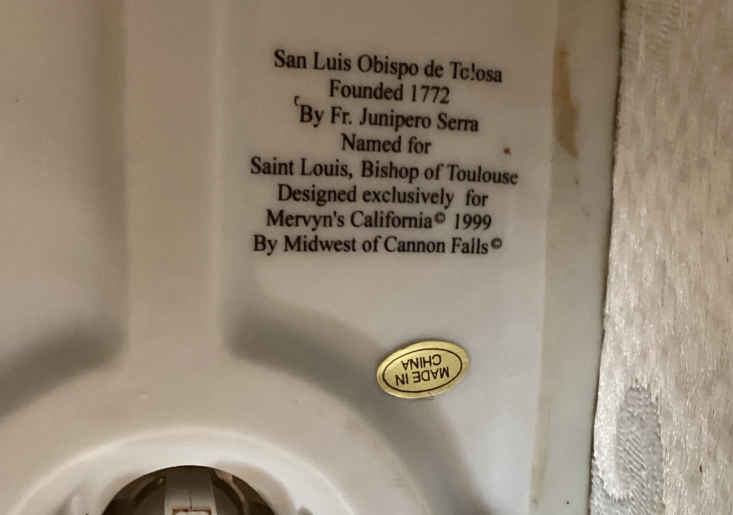 San Luis Obispo de Tolosa
Founded 1772
By Fr. Junipero Serra
Named for
Saint Louis, Bishop of Toulouse
Designed exclusively for
Mervyn's California© 1999
By Midwest of Cannon Falls©
MADE IN
CHINA